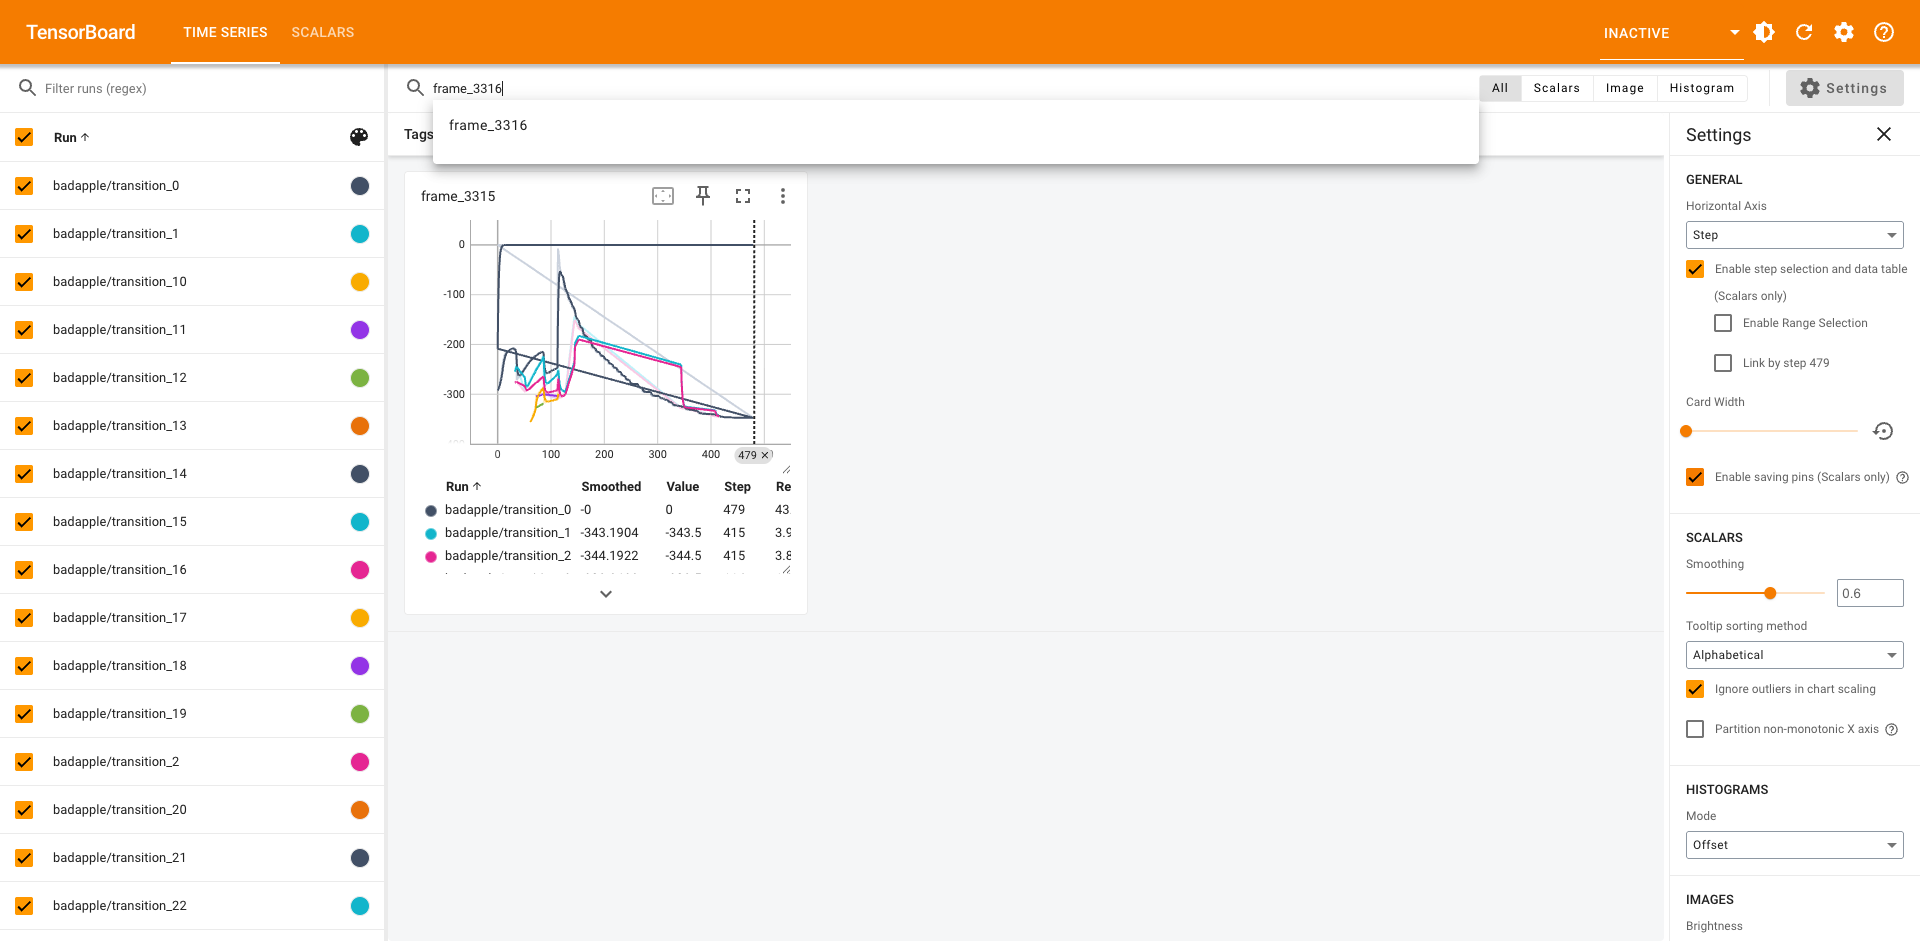 TensorBoard
TIME SERIES
SCALARS
INACTIVE
Filter runs (regex)
frame_3316
All
Scalars
Image
Histogram
Settings
frame_3316
Run
Tags
Settings
badapple/transition_0
badapple/transition_1
badapple/transition_10
badapple/transition_11
badapple/transition_12
badapple/transition_13
badapple/transition_14
badapple/transition_15
badapple/transition_16
badapple/transition_17
badapple/transition_18
badapple/transition_19
badapple/transition_2
badapple/transition_20
badapple/transition_21
badapple/transition_22
frame_3315
0
-100
-200
-300
0
100
200
300
400
479
Run Smoothed Value Step Re
badapple/transition_0 -0 0 479 43.
badapple/transition_1 -343.1904 -343.5 415 3.9
badapple/transition_2 -344.1922 -344.5 415 3.8
GENERAL
Horizontal Axis
Step
Enable step selection and data table
(Scalars only)
Enable Range Selection
Link by step 479
Card Width
Enable saving pins (Scalars only)
SCALARS
Smoothing
0.6
Tooltip sorting method
Alphabetical
Ignore outliers in chart scaling
Partition non-monotonic X axis
HISTOGRAMS
Mode
Offset
IMAGES
Brightness